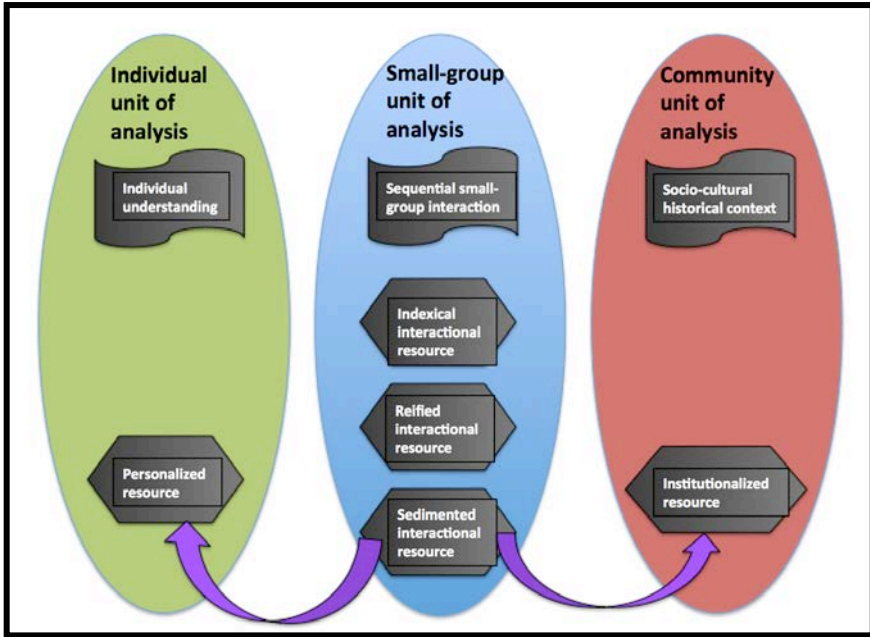 Individual
unit of
analysis
Individual
understanding
Personalized
resource
Small-group
unit of
analysis
Sequential small-
group interaction
Indexical
interactional
resource
Reified
interactional
resource
Sedimented
interactional
resource
Community
unit of
analysis
Socio-cultural
historical context
Institutionalized
resource